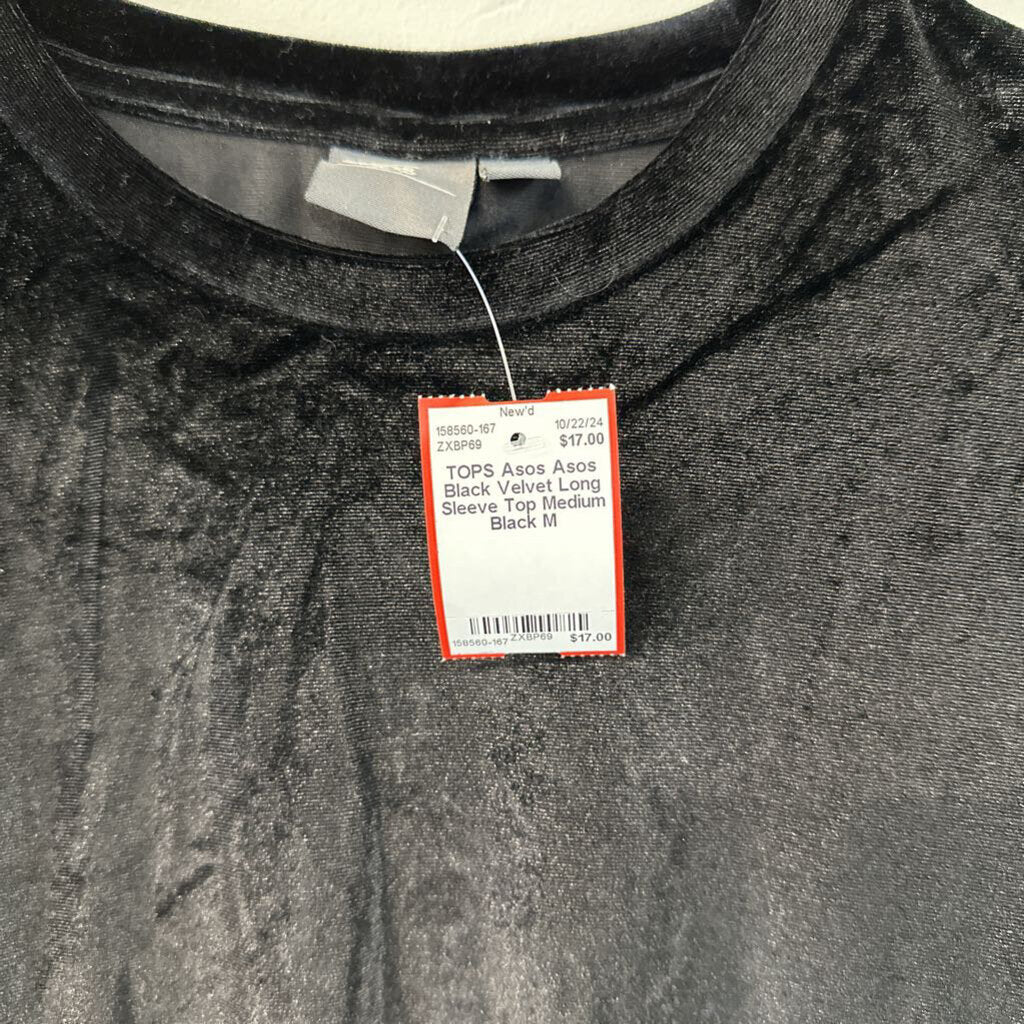 New'd
158560-167 10/22/24
ZXBP69 $17.00
TOPS Asos Asos
Black Velvet Long
Sleeve Top Medium
Black M
158560-167 ZXBP69 $17.00